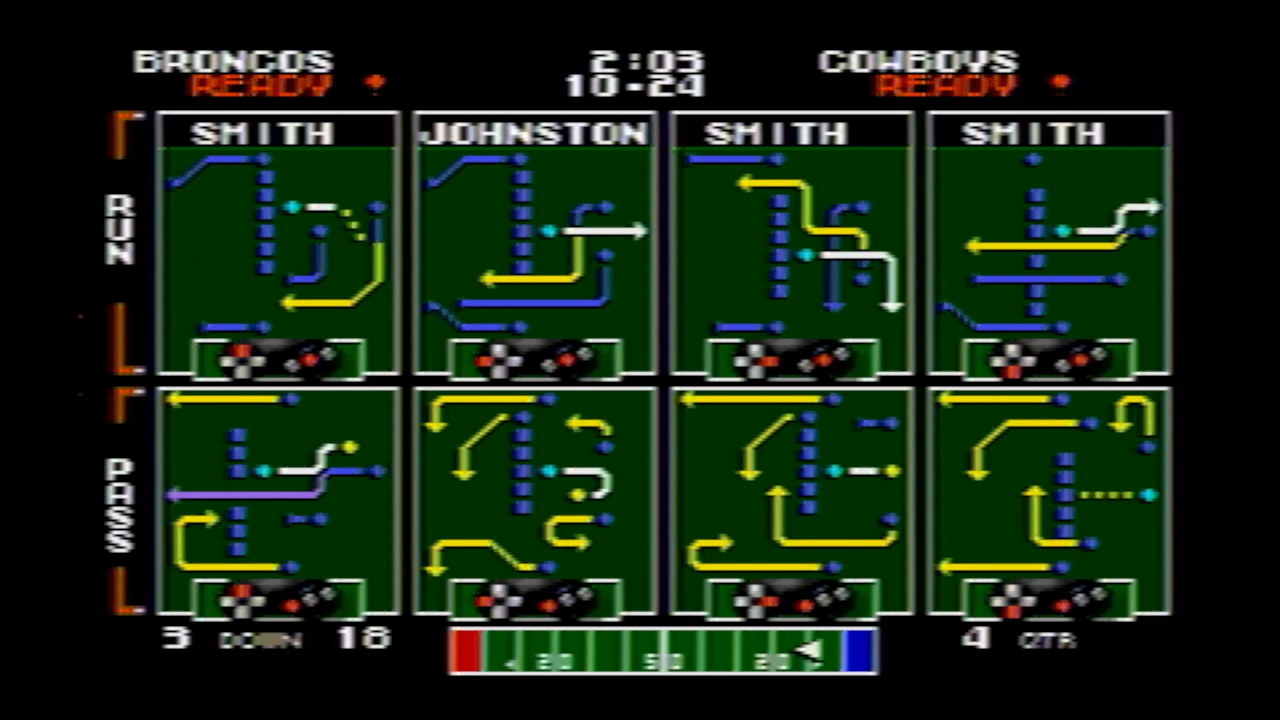 BRONCOS 2:03 COWBOYS
READY 10-24 READY
SMITH JOHNSTON SMITH SMITH
RUN
PASS
3 DOWN 18 4 QTR
20 50 20